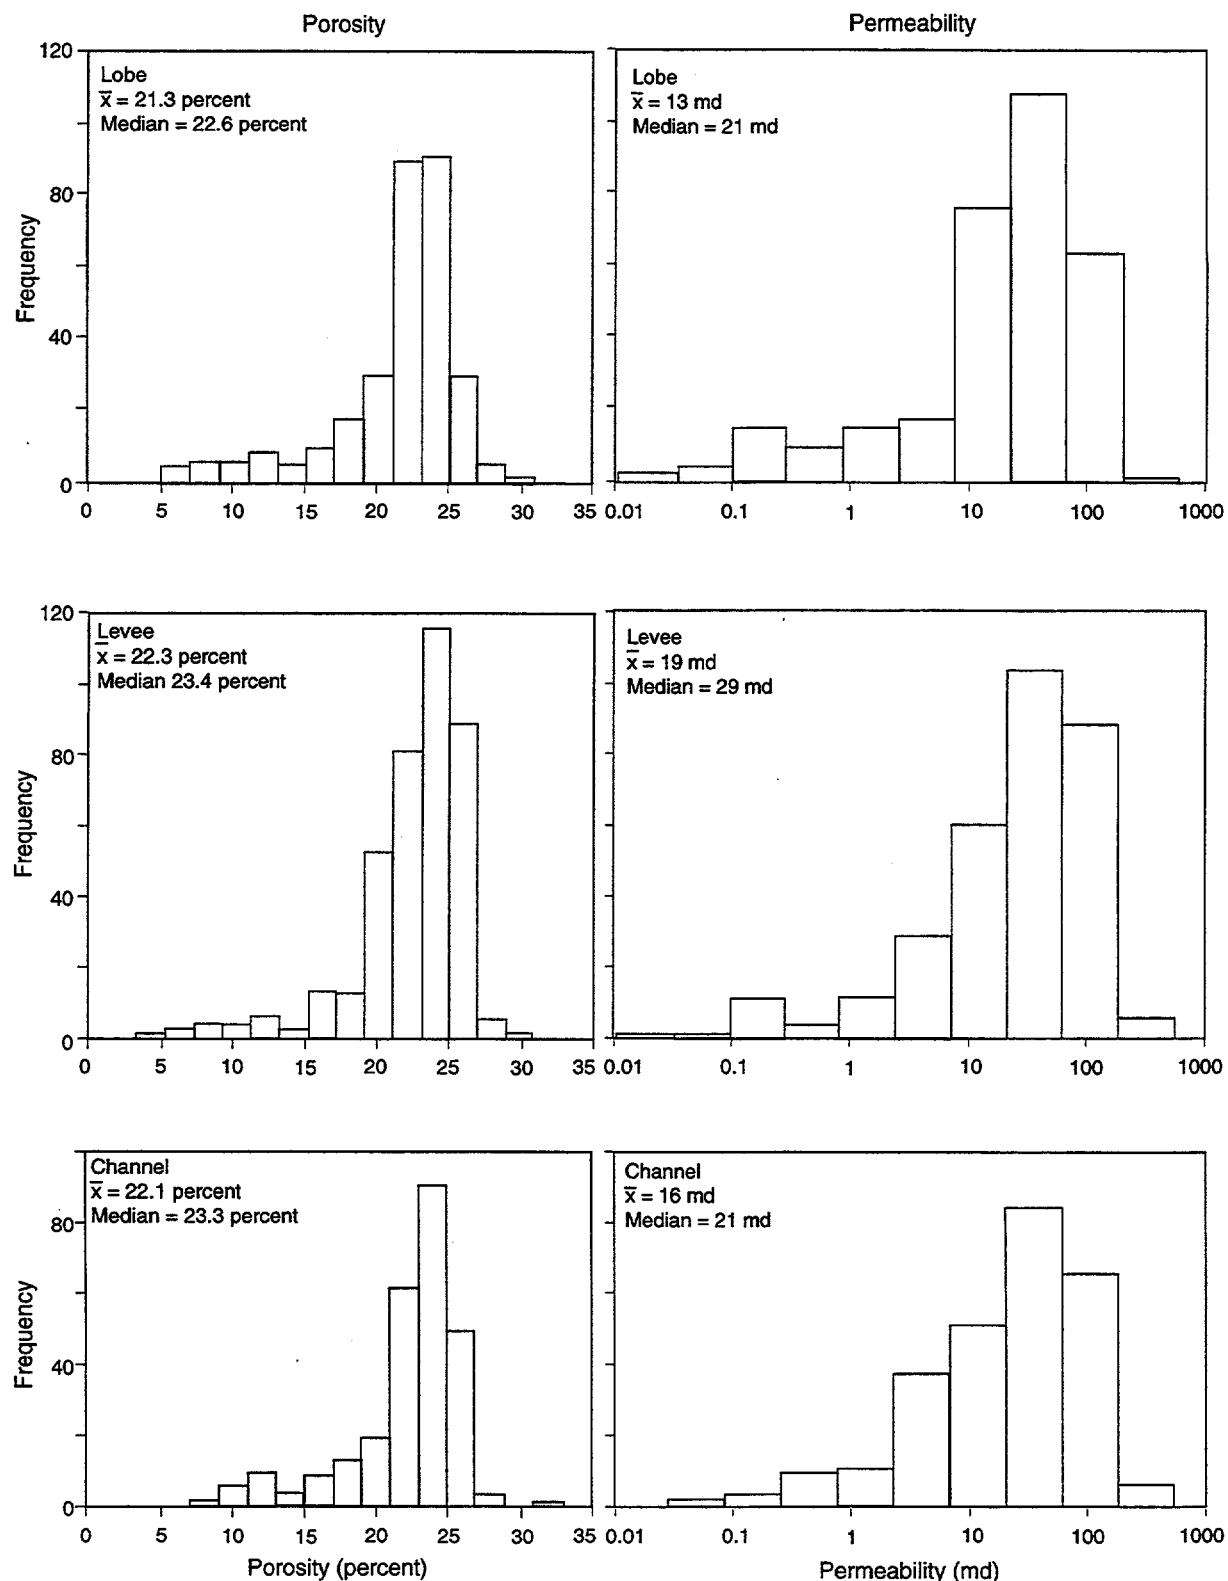 Porosity
Permeability
120
80
40
0
Frequency
Lobe
x̄ = 21.3 percent
Median = 22.6 percent
0 5 10 15 20 25 30 35
Lobe
x̄ = 13 md
Median = 21 md
0.01 0.1 1 10 100 1000
120
80
40
0
Frequency
Levee
x̄ = 22.3 percent
Median 23.4 percent
0 5 10 15 20 25 30 35
Levee
x̄ = 19 md
Median = 29 md
0.01 0.1 1 10 100 1000
80
40
0
Frequency
Channel
x̄ = 22.1 percent
Median = 23.3 percent
0 5 10 15 20 25 30 35
Porosity (percent)
Channel
x̄ = 16 md
Median = 21 md
0.01 0.1 1 10 100 1000
Permeability (md)